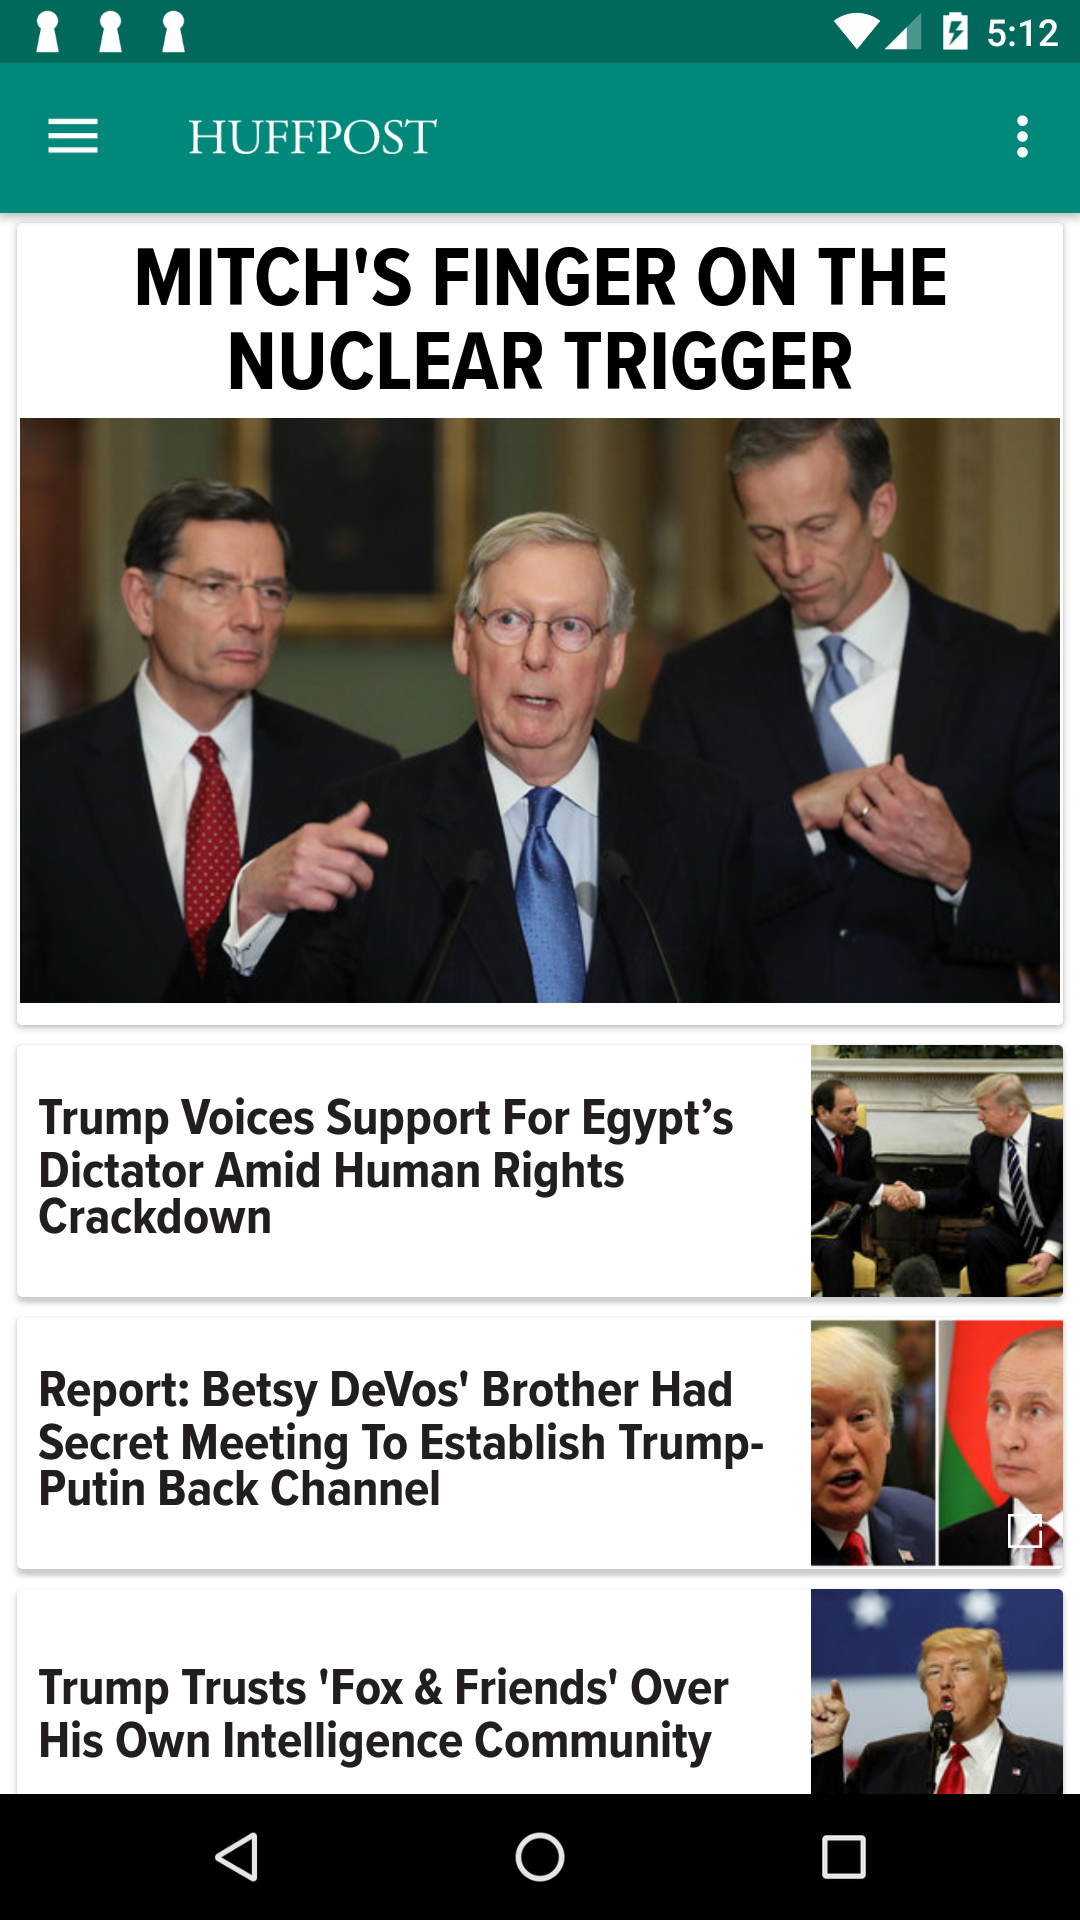 5:12
HUFFPOST
MITCH'S FINGER ON THE
NUCLEAR TRIGGER
Trump Voices Support For Egypt’s
Dictator Amid Human Rights
Crackdown
Report: Betsy DeVos' Brother Had
Secret Meeting To Establish Trump-
Putin Back Channel
Trump Trusts 'Fox & Friends' Over
His Own Intelligence Community